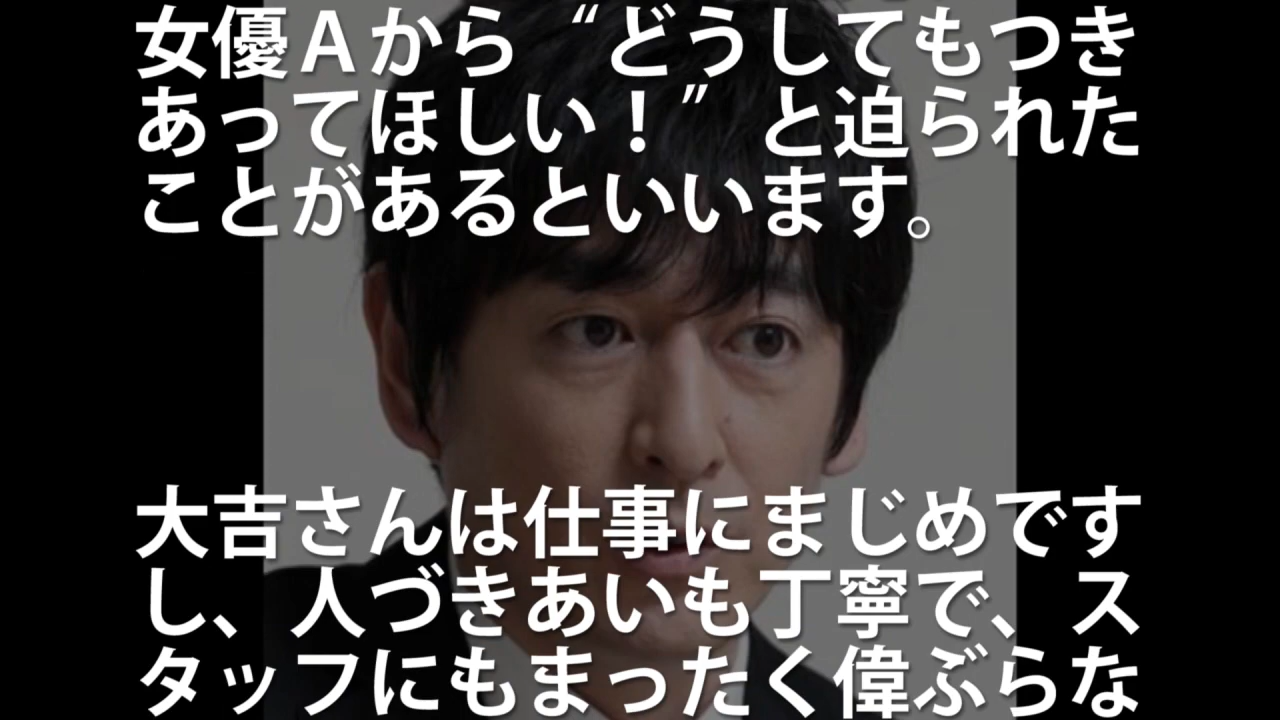 女優Ａから〝どうしてもつき
あってほしい！〞と迫られた
ことがあるといいます。
大吉さんは仕事にまじめです
し、人づきあいも丁寧で、ス
タッフにもまったく偉ぶらな